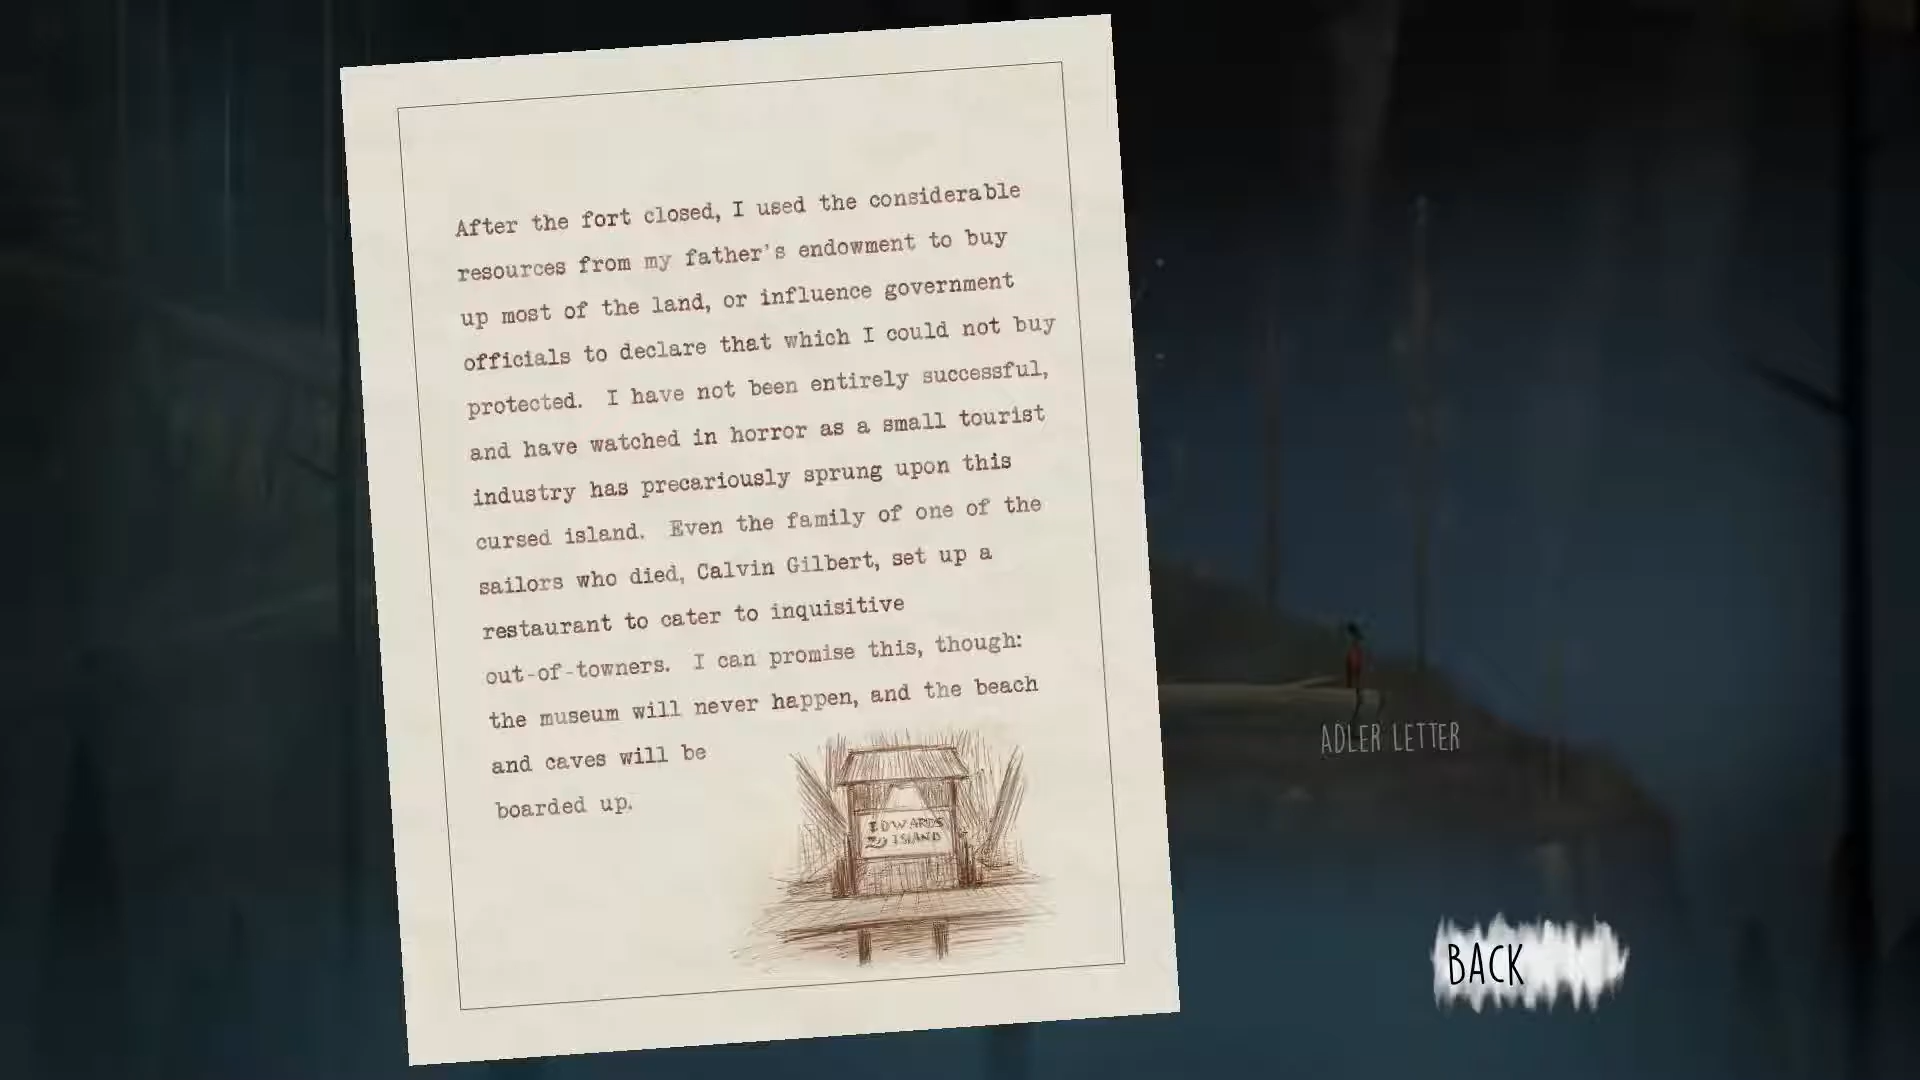 After the fort closed, I used the considerable
resources from my father's endowment to buy
up most of the land, or influence government
officials to declare that which I could not buy
protected.  I have not been entirely successful,
and have watched in horror as a small tourist
industry has precariously sprung upon this
cursed island.  Even the family of one of the
sailors who died, Calvin Gilbert, set up a
restaurant to cater to inquisitive
out-of-towners.  I can promise this, though:
the museum will never happen, and the beach
and caves will be
boarded up.
EDWARDS
ISLAND
ADLER LETTER
BACK